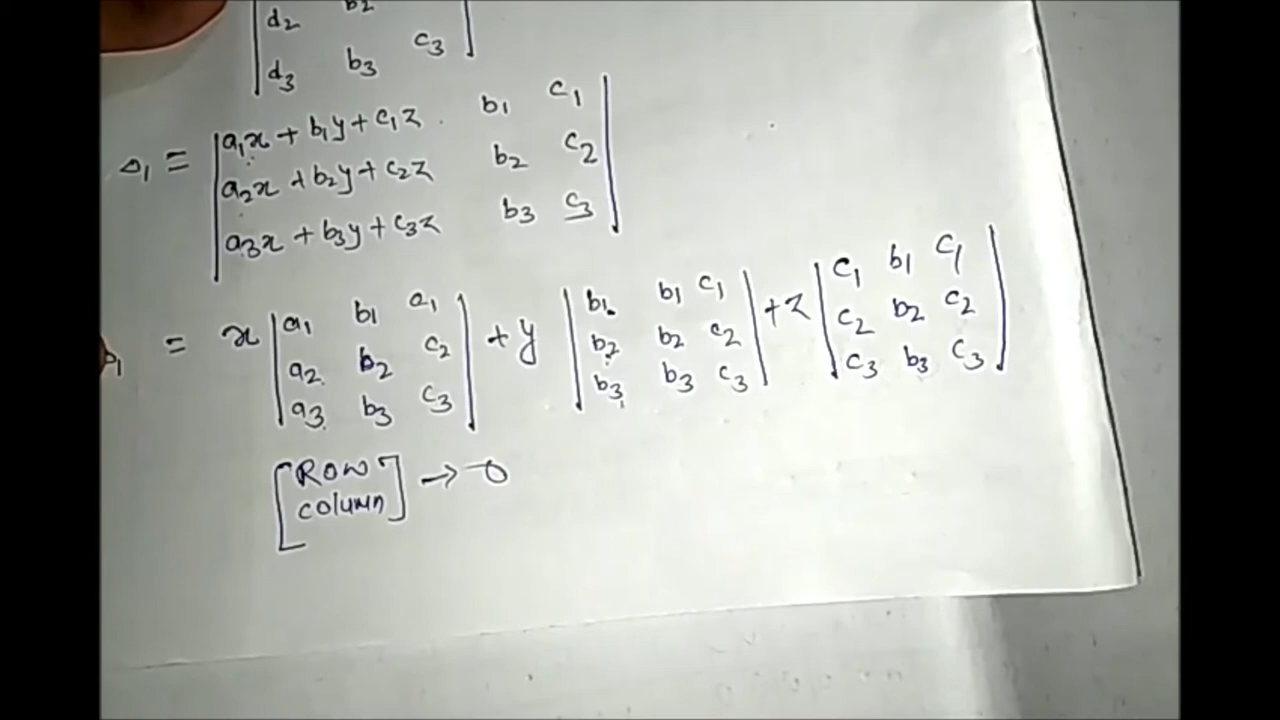 | d2 b2 |
| d3 b3 c3 |
Δ1 = | a1x + b1y + c1z b1 c1 |
| a2x + b2y + c2z b2 c2 |
| a3x + b3y + c3z b3 c3 |
Δ1 = x | a1 b1 a1 | + y | b1 b1 c1 | + z | c1 b1 c1 |
| a2 b2 c2 | | b2 b2 c2 | | c2 b2 c2 |
| a3 b3 c3 | | b3 b3 c3 | | c3 b3 c3 |
[ Row ] → 0
[ column ]